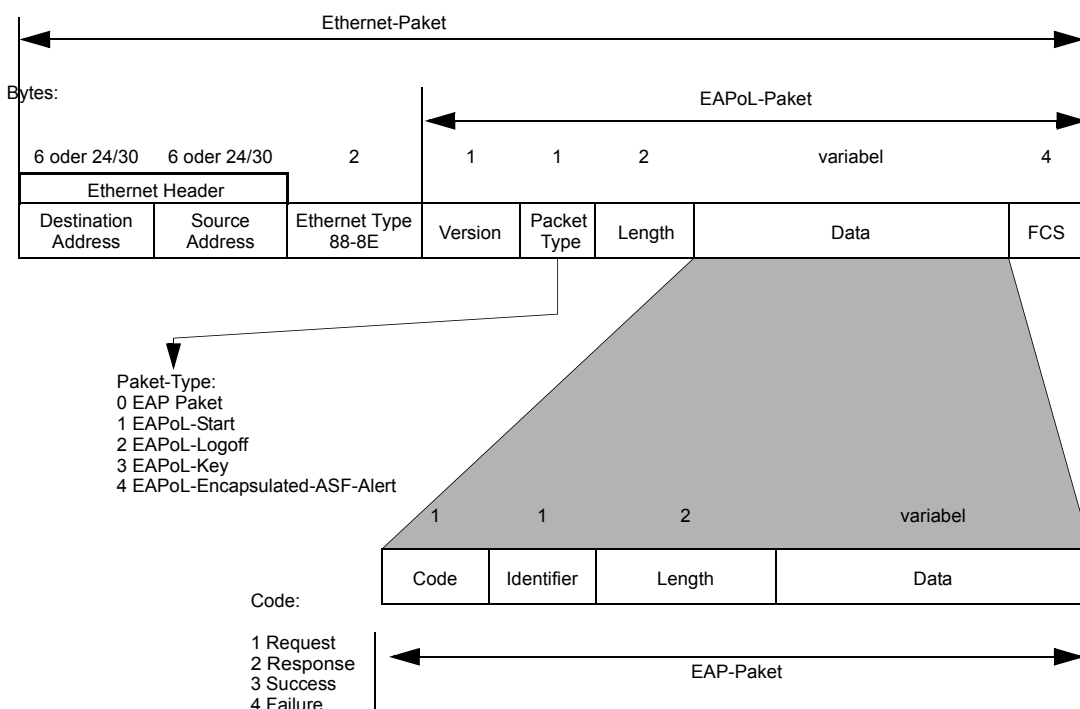 Ethernet-Paket
Bytes:
EAPoL-Paket
6 oder 24/30 6 oder 24/30 2 1 1 2 variabel 4
Ethernet Header
Destination Address
Source Address
Ethernet Type 88-8E
Version
Packet Type
Length
Data
FCS
Paket-Type:
0 EAP Paket
1 EAPoL-Start
2 EAPoL-Logoff
3 EAPoL-Key
4 EAPoL-Encapsulated-ASF-Alert
1 1 2 variabel
Code Identifier Length Data
Code:
1 Request
2 Response
3 Success
4 Failure
EAP-Paket